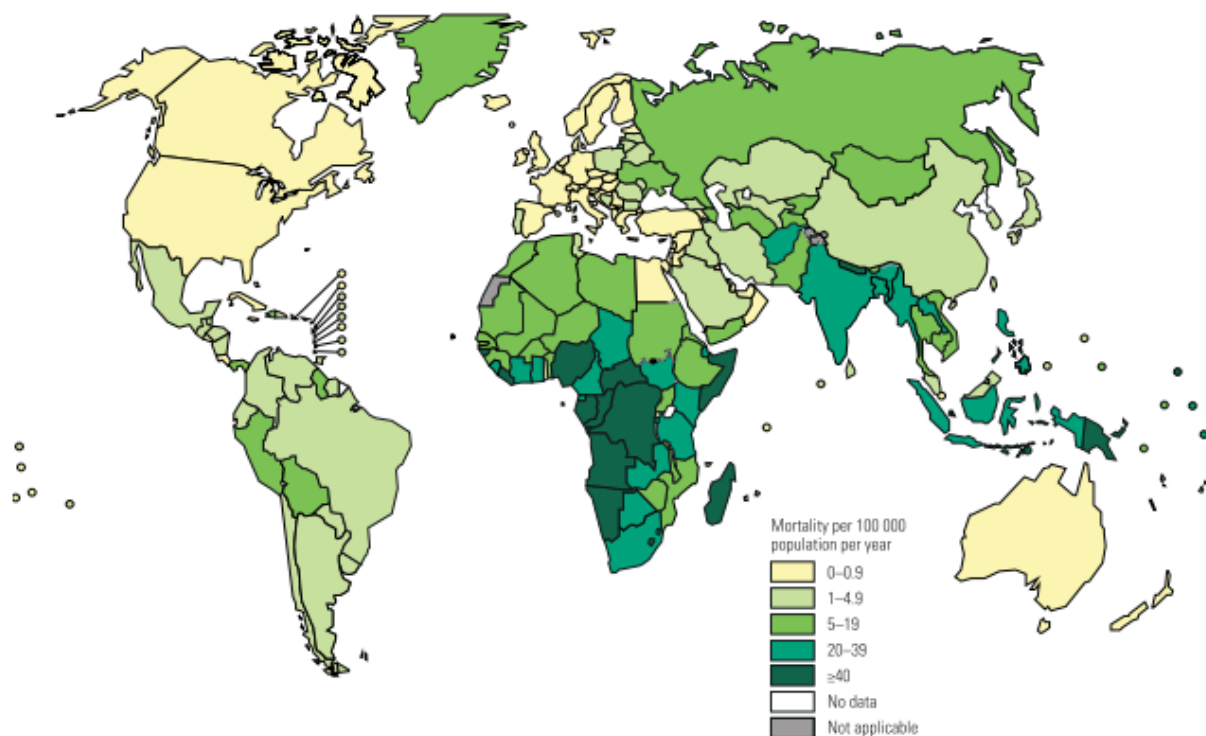 Mortality per 100 000
population per year
0–0.9
1–4.9
5–19
20–39
≥40
No data
Not applicable